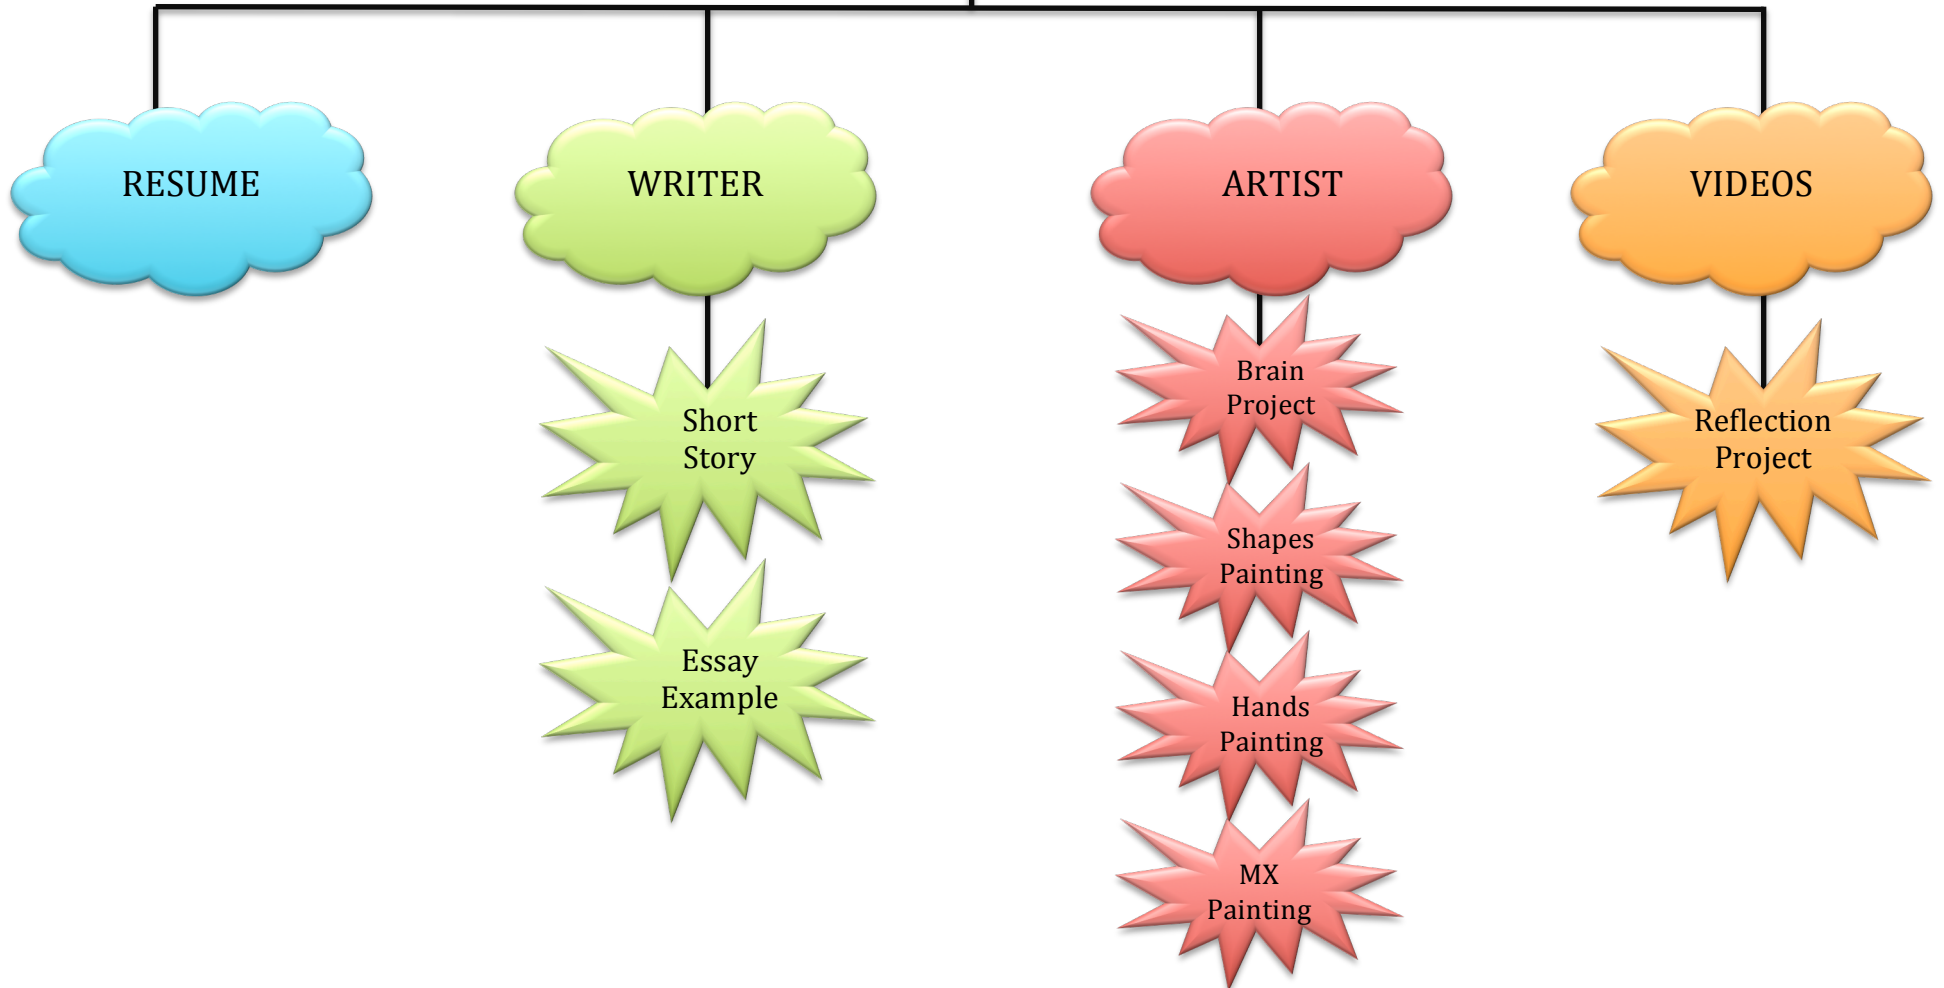 RESUME
WRITER
ARTIST
VIDEOS
Short
Story
Essay
Example
Brain
Project
Shapes
Painting
Hands
Painting
MX
Painting
Reflection
Project